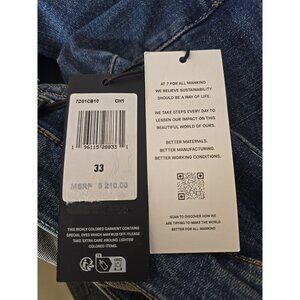 CH1
33
MSRP $ 210.00
THIS RICHLY COLORED GARMENT CONTAINS
SPECIAL DYES WHICH MAY RUB OFF. PLEASE
TAKE EXTRA CARE AROUND LIGHTER
COLORED ITEMS.
AT 7 FOR ALL MANKIND
WE BELIEVE SUSTAINABILITY
SHOULD BE A WAY OF LIFE.
WE TAKE STEPS EVERY DAY TO
LESSEN OUR IMPACT ON THIS
BEAUTIFUL WORLD OF OURS.
BETTER MATERIALS.
BETTER MANUFACTURING.
BETTER WORKING CONDITIONS.
SCAN TO DISCOVER HOW WE
ARE TRYING TO MAKE THE WORLD
BETTER FOR ALL MANKIND